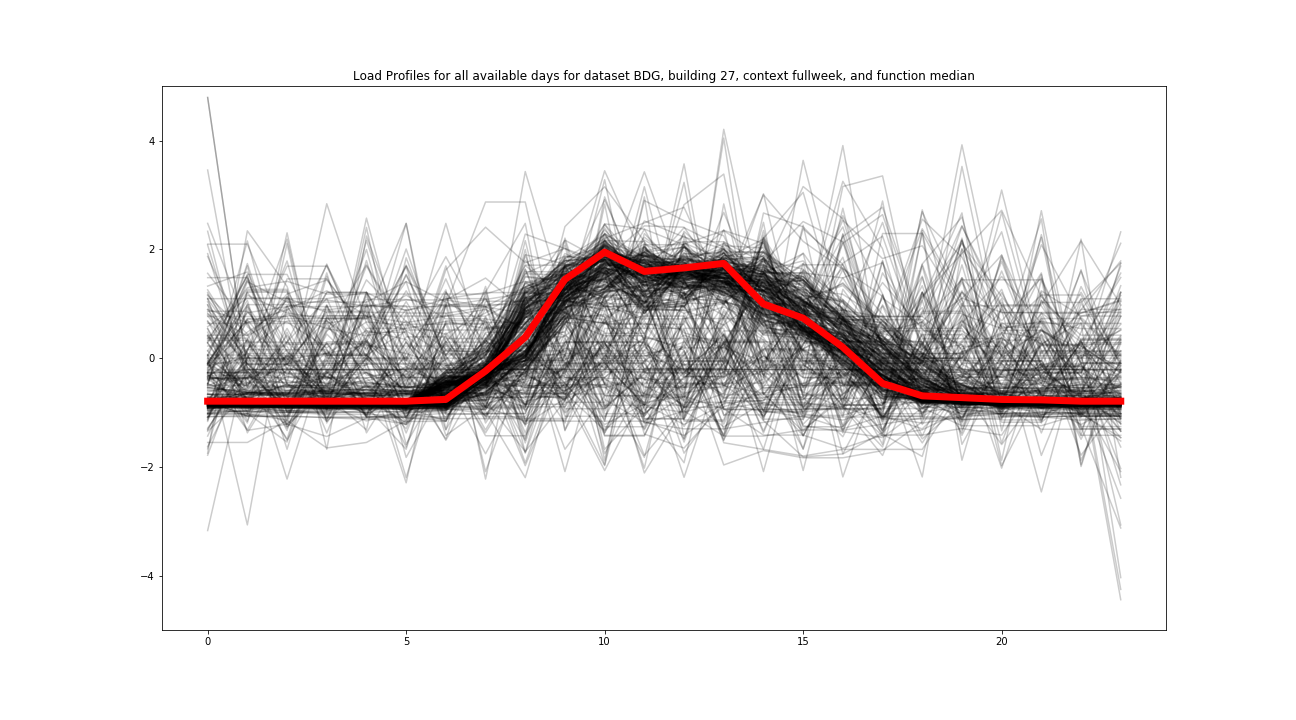 Load Profiles for all available days for dataset BDG, building 27, context fullweek, and function median
4
2
0
−2
−4
0 5 10 15 20